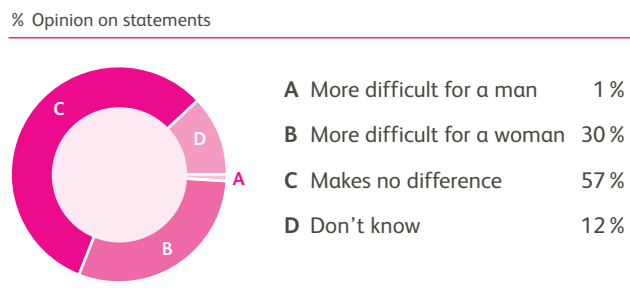 % Opinion on statements
A More difficult for a man 1%
B More difficult for a woman 30%
C Makes no difference 57%
D Don't know 12%
C
D
A
B